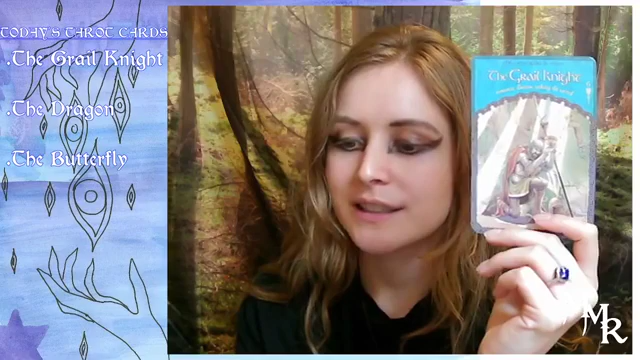 TODAY'S TAROT CARDS
.The Grail Knight
.The Dragon
.The Butterfly
The Grail Knight
MR